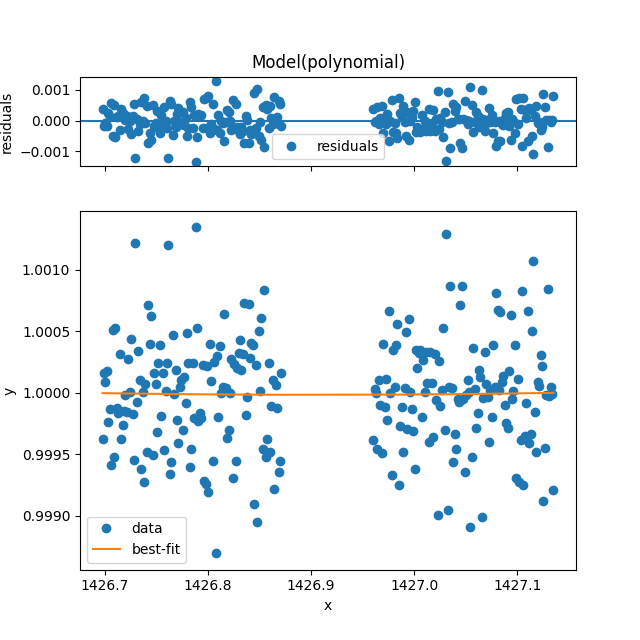 Model(polynomial)
residuals
0.001
0.000
−0.001
residuals
y
1.0010
1.0005
1.0000
0.9995
0.9990
data
best-fit
1426.7 1426.8 1426.9 1427.0 1427.1
x